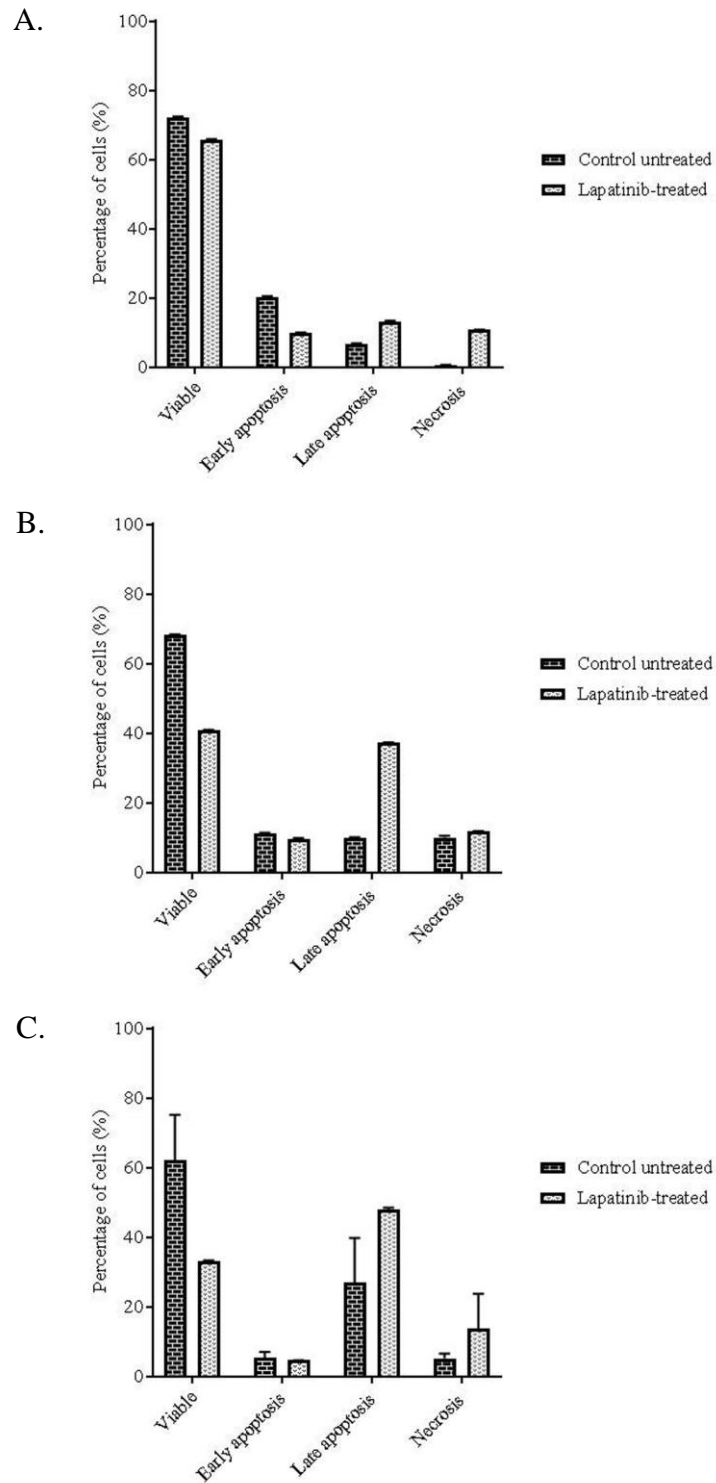 A.
Percentage of cells (%)
100
80
60
40
20
0
Viable
Early apoptosis
Late apoptosis
Necrosis
Control untreated
Lapatinib-treated
B.
Percentage of cells (%)
100
80
60
40
20
0
Viable
Early apoptosis
Late apoptosis
Necrosis
Control untreated
Lapatinib-treated
C.
Percentage of cells (%)
100
80
60
40
20
0
Viable
Early apoptosis
Late apoptosis
Necrosis
Control untreated
Lapatinib-treated